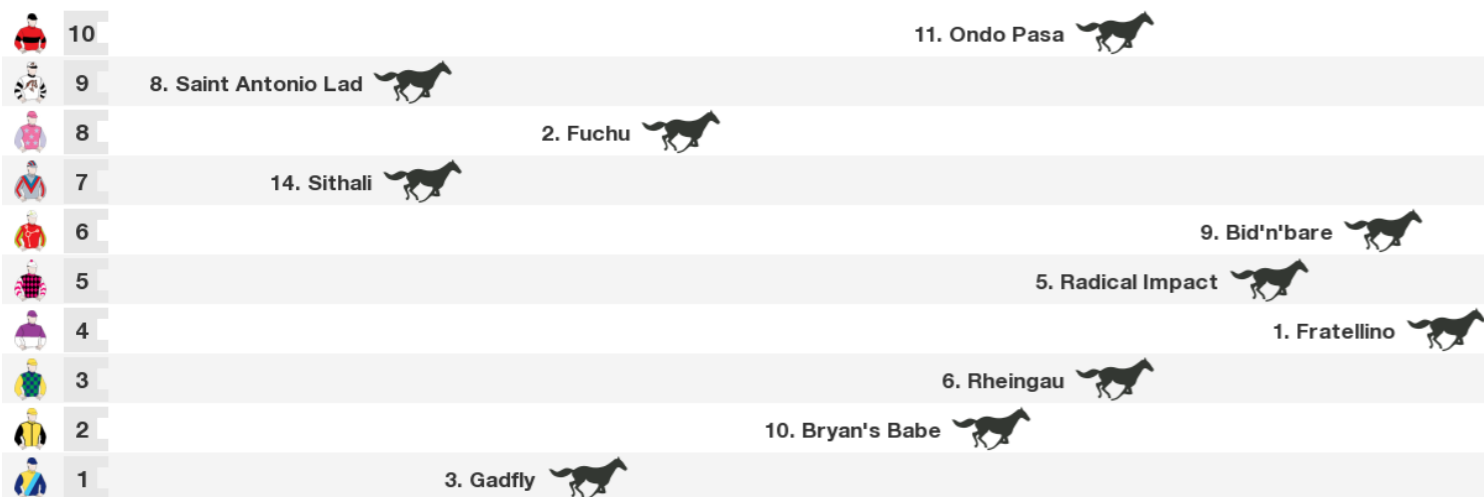 10 11. Ondo Pasa
9 8. Saint Antonio Lad
8 2. Fuchu
7 14. Sithali
6 9. Bid'n'bare
5 5. Radical Impact
4 1. Fratellino
3 6. Rheingau
2 10. Bryan's Babe
1 3. Gadfly